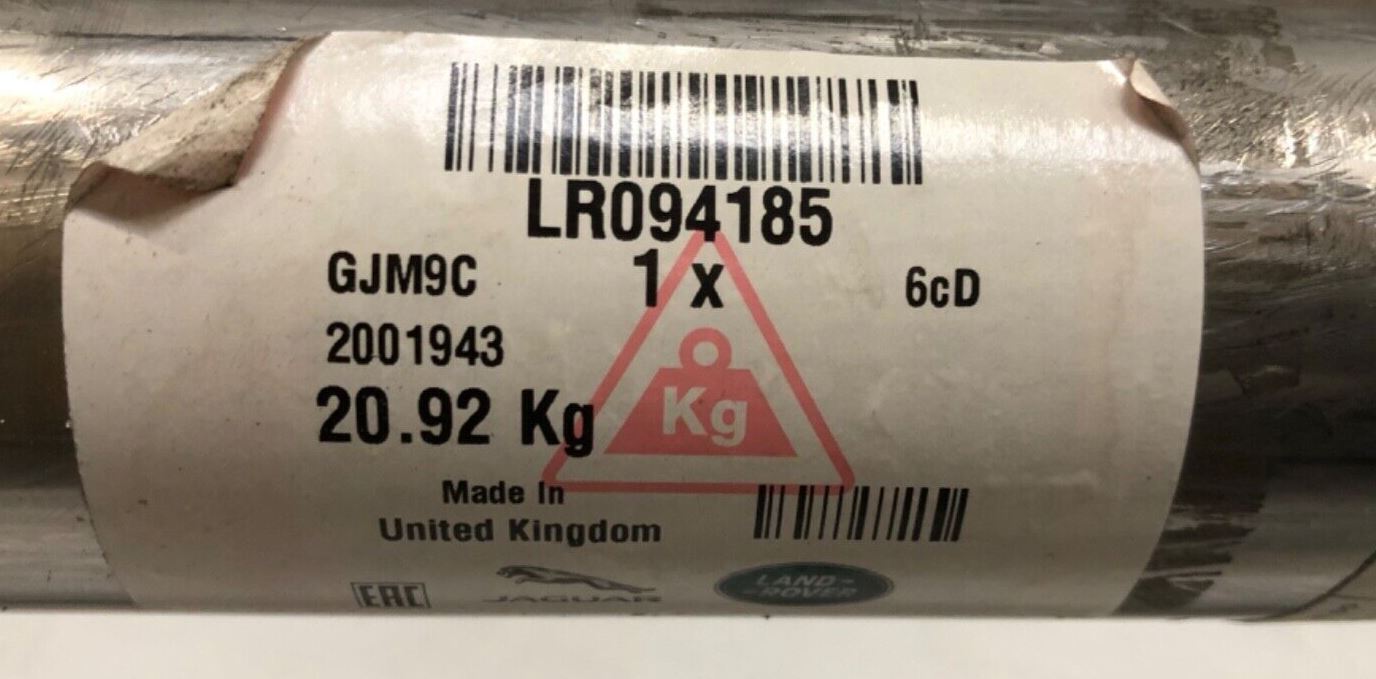 LR094185
GJM9C 1 x 6cD
2001943
20.92 Kg
Kg
Made In
United Kingdom
EAC JAGUAR LAND-
-ROVER